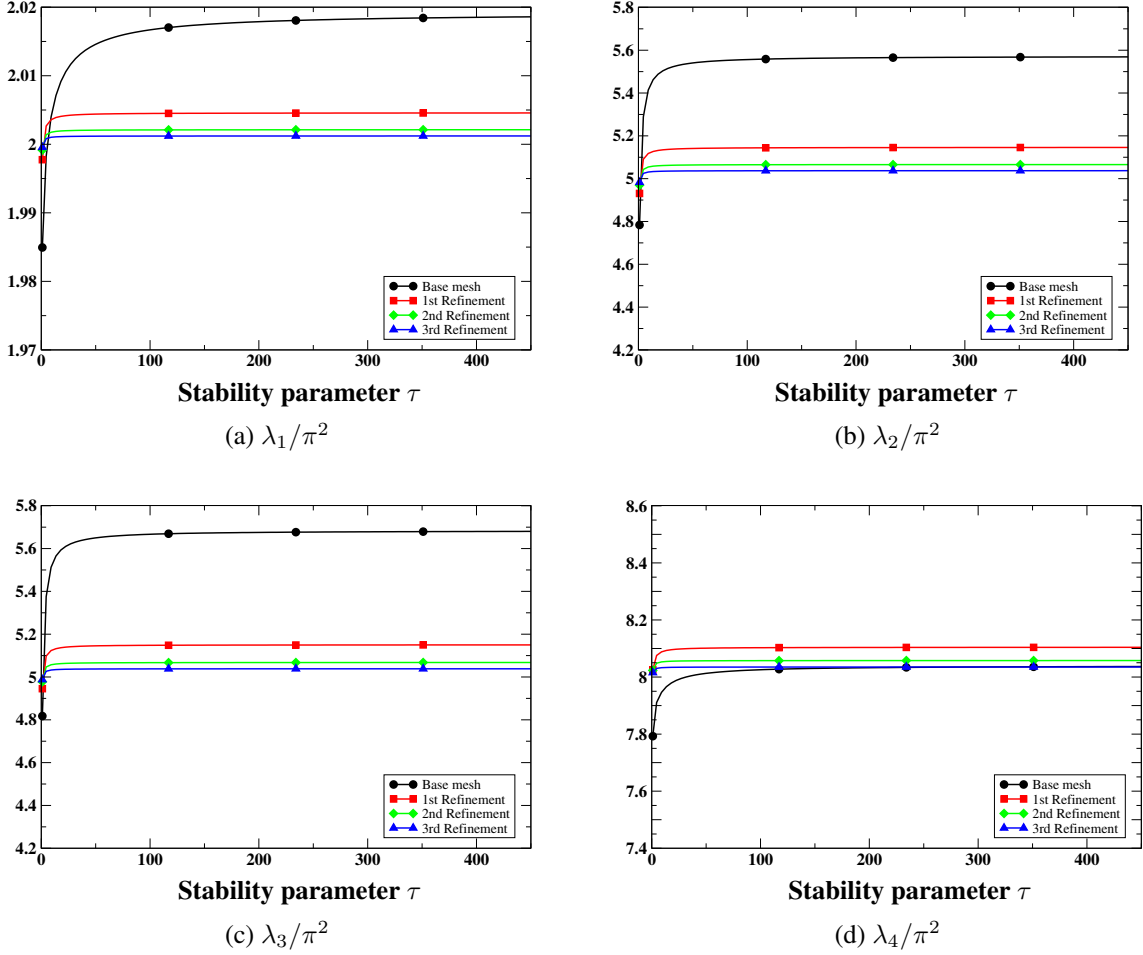 2.02
2.01
2
1.99
1.98
1.97
0 100 200 300 400
Base mesh
1st Refinement
2nd Refinement
3rd Refinement
Stability parameter τ
(a) λ₁/π²
5.8
5.6
5.4
5.2
5
4.8
4.6
4.4
4.2
0 100 200 300 400
Base mesh
1st Refinement
2nd Refinement
3rd Refinement
Stability parameter τ
(b) λ₂/π²
5.8
5.6
5.4
5.2
5
4.8
4.6
4.4
4.2
0 100 200 300 400
Base mesh
1st Refinement
2nd Refinement
3rd Refinement
Stability parameter τ
(c) λ₃/π²
8.6
8.4
8.2
8
7.8
7.6
7.4
0 100 200 300 400
Base mesh
1st Refinement
2nd Refinement
3rd Refinement
Stability parameter τ
(d) λ₄/π²